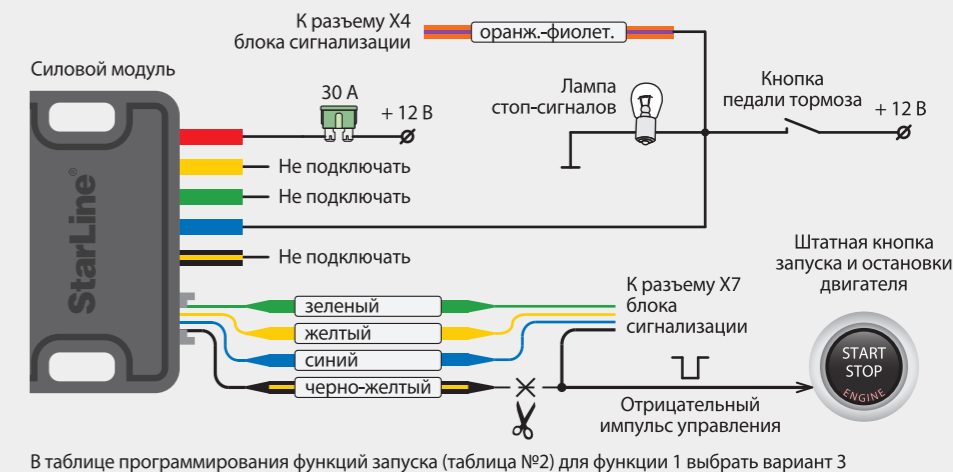 К разъему X4
блока сигнализации
оранж.-фиолет.
Силовой модуль
30 А
+ 12 В
Лампа
стоп-сигналов
Кнопка
педали тормоза
+ 12 В
Не подключать
Не подключать
Не подключать
StarLine®
Штатная кнопка
запуска и остановки
двигателя
К разъему X7
блока
сигнализации
зеленый
желтый
синий
черно-желтый
START
STOP
ENGINE
Отрицательный
импульс управления
В таблице программирования функций запуска (таблица №2) для функции 1 выбрать вариант 3